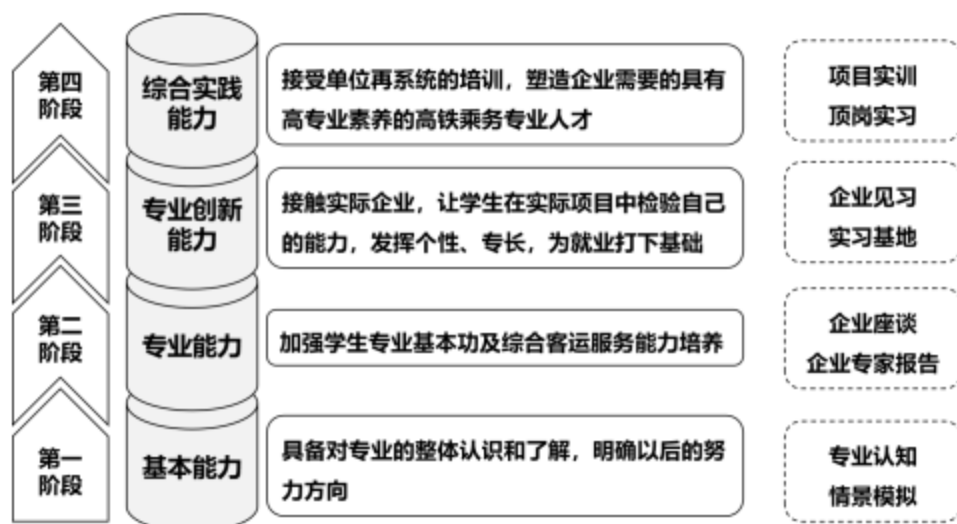 第四
阶段
综合实践
能力
接受单位再系统的培训，塑造企业需要的具有
高专业素养的高铁乘务专业人才
项目实训
顶岗实习
第三
阶段
专业创新
能力
接触实际企业，让学生在实际项目中检验自己
的能力，发挥个性、专长，为就业打下基础
企业见习
实习基地
第二
阶段
专业能力
加强学生专业基本功及综合客运服务能力培养
企业座谈
企业专家报告
第一
阶段
基本能力
具备对专业的整体认识和了解，明确以后的努
力方向
专业认知
情景模拟